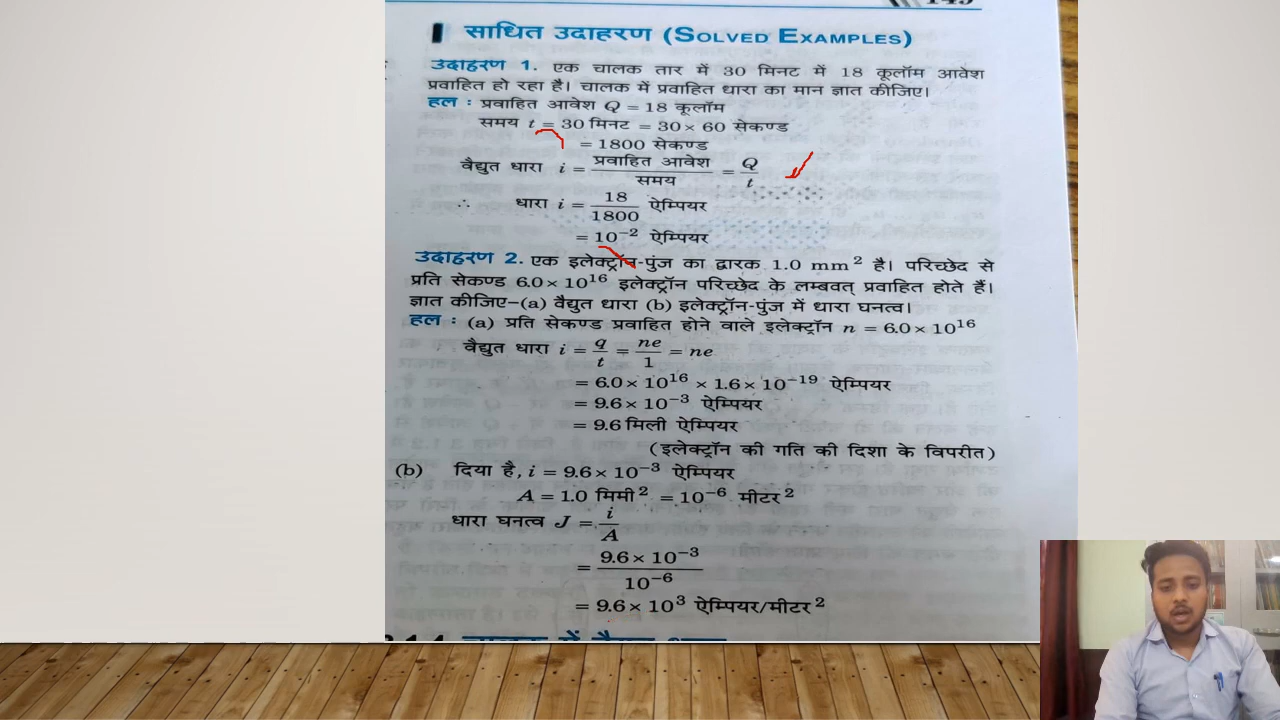 साधित उदाहरण (SOLVED EXAMPLES)
उदाहरण 1. एक चालक तार में 30 मिनट में 18 कूलॉम आवेश
प्रवाहित हो रहा है। चालक में प्रवाहित धारा का मान ज्ञात कीजिए।
हल : प्रवाहित आवेश Q = 18 कूलॉम
समय t = 30 मिनट = 30 × 60 सेकण्ड
= 1800 सेकण्ड
वैद्युत धारा i = प्रवाहित आवेश / समय = Q / t
∴ धारा i = 18 / 1800 ऐम्पियर
= 10⁻² ऐम्पियर
उदाहरण 2. एक इलेक्ट्रॉन-पुंज का द्वारक 1.0 mm² है। परिच्छेद से
प्रति सेकण्ड 6.0 × 10¹⁶ इलेक्ट्रॉन परिच्छेद के लम्बवत् प्रवाहित होते हैं।
ज्ञात कीजिए–(a) वैद्युत धारा (b) इलेक्ट्रॉन-पुंज में धारा घनत्व।
हल : (a) प्रति सेकण्ड प्रवाहित होने वाले इलेक्ट्रॉन n = 6.0 × 10¹⁶
वैद्युत धारा i = q / t = ne / 1 = ne
= 6.0 × 10¹⁶ × 1.6 × 10⁻¹⁹ ऐम्पियर
= 9.6 × 10⁻³ ऐम्पियर
= 9.6 मिली ऐम्पियर
(इलेक्ट्रॉन की गति की दिशा के विपरीत)
(b) दिया है, i = 9.6 × 10⁻³ ऐम्पियर
A = 1.0 मिमी² = 10⁻⁶ मीटर²
धारा घनत्व J = i / A
= 9.6 × 10⁻³ / 10⁻⁶
= 9.6 × 10³ ऐम्पियर/मीटर²